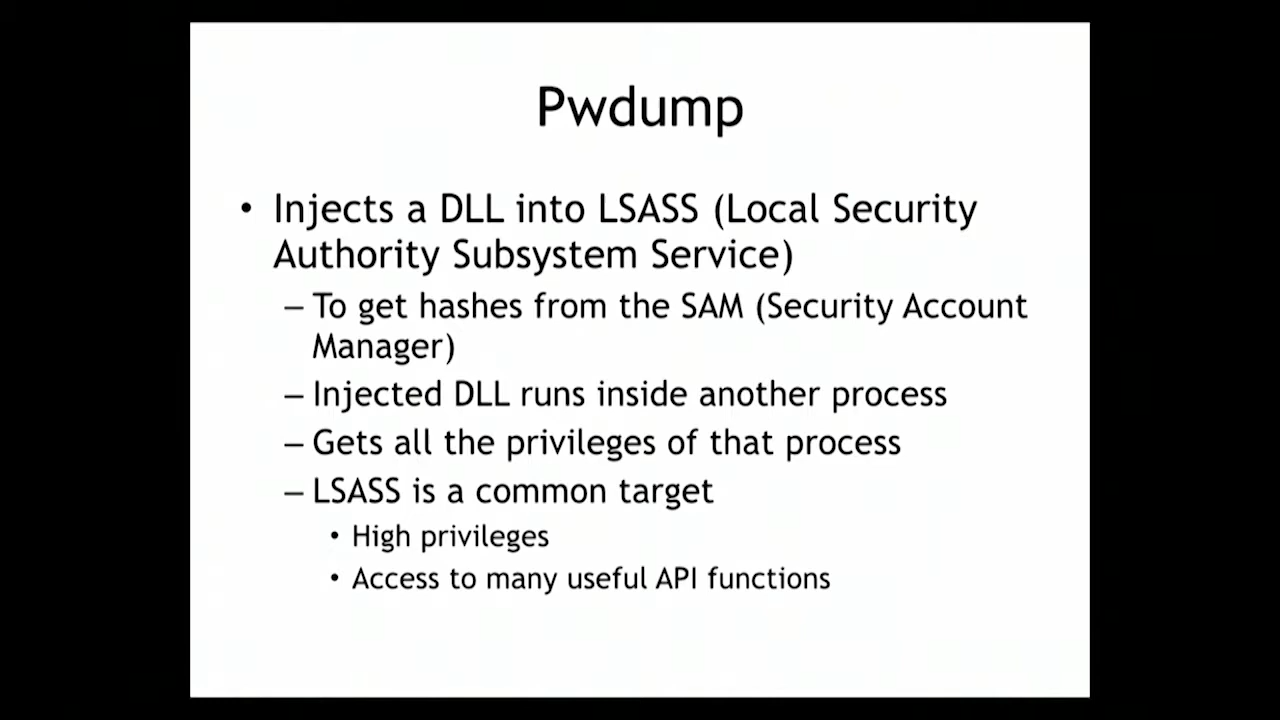 Pwdump
• Injects a DLL into LSASS (Local Security
Authority Subsystem Service)
– To get hashes from the SAM (Security Account
Manager)
– Injected DLL runs inside another process
– Gets all the privileges of that process
– LSASS is a common target
• High privileges
• Access to many useful API functions